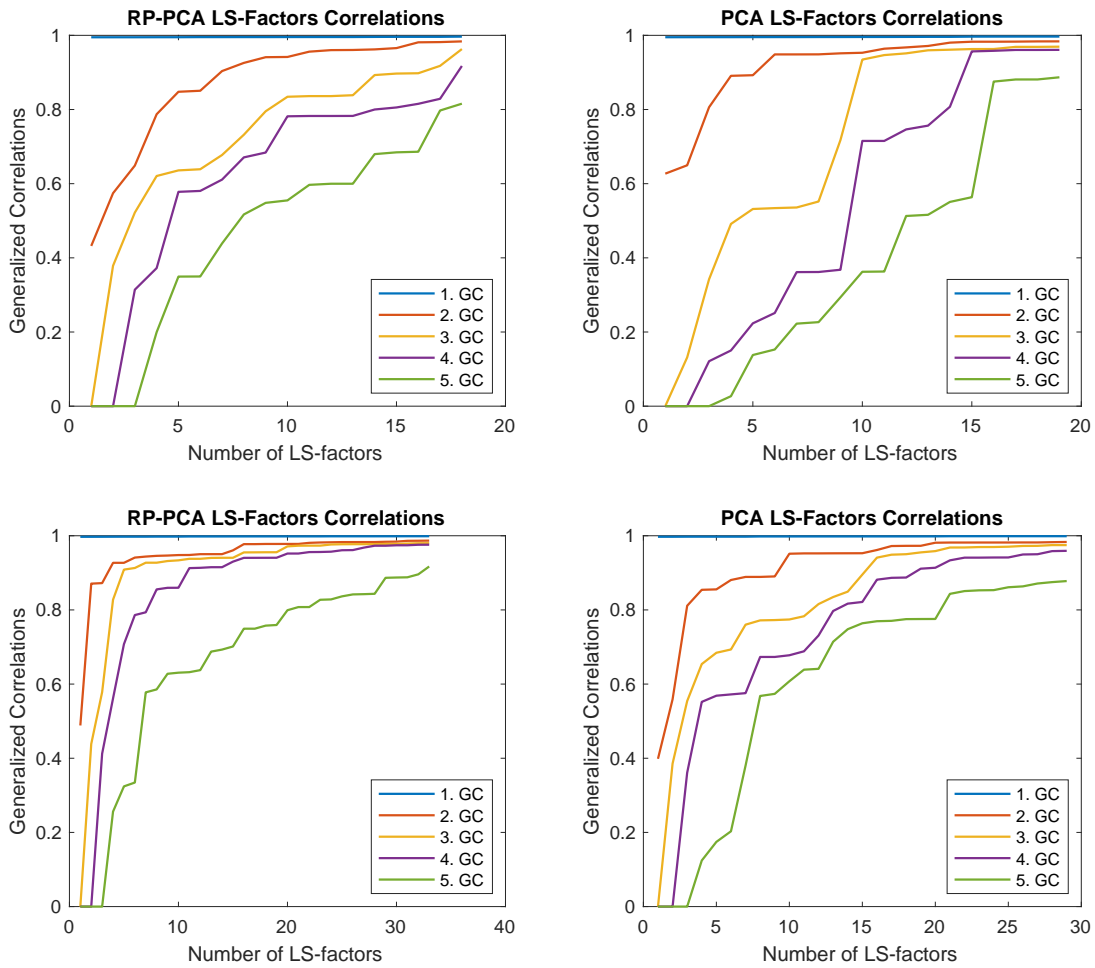 RP-PCA LS-Factors Correlations
1
0.8
0.6
0.4
0.2
0
Generalized Correlations
1. GC
2. GC
3. GC
4. GC
5. GC
0 5 10 15 20
Number of LS-factors
PCA LS-Factors Correlations
1
0.8
0.6
0.4
0.2
0
Generalized Correlations
1. GC
2. GC
3. GC
4. GC
5. GC
0 5 10 15 20
Number of LS-factors
RP-PCA LS-Factors Correlations
1
0.8
0.6
0.4
0.2
0
Generalized Correlations
1. GC
2. GC
3. GC
4. GC
5. GC
0 10 20 30 40
Number of LS-factors
PCA LS-Factors Correlations
1
0.8
0.6
0.4
0.2
0
Generalized Correlations
1. GC
2. GC
3. GC
4. GC
5. GC
0 5 10 15 20 25 30
Number of LS-factors